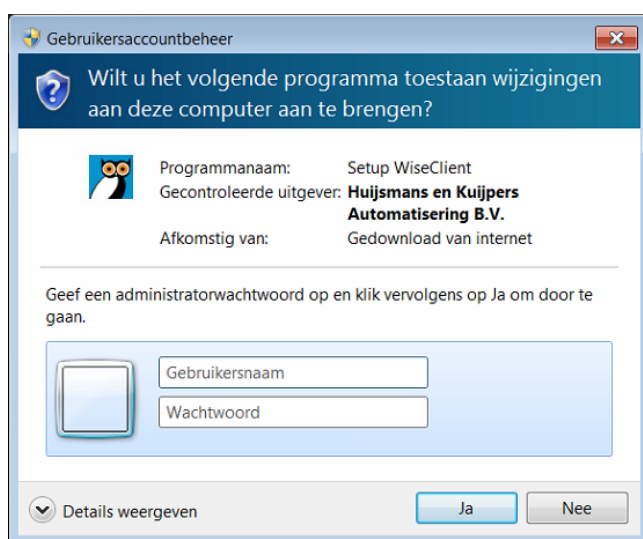 Gebruikersaccountbeheer
Wilt u het volgende programma toestaan wijzigingen
aan deze computer aan te brengen?
Programmanaam: Setup WiseClient
Gecontroleerde uitgever: Huijsmans en Kuijpers
Automatisering B.V.
Afkomstig van: Gedownload van internet
Geef een administratorwachtwoord op en klik vervolgens op Ja om door te
gaan.
Gebruikersnaam
Wachtwoord
Details weergeven Ja Nee